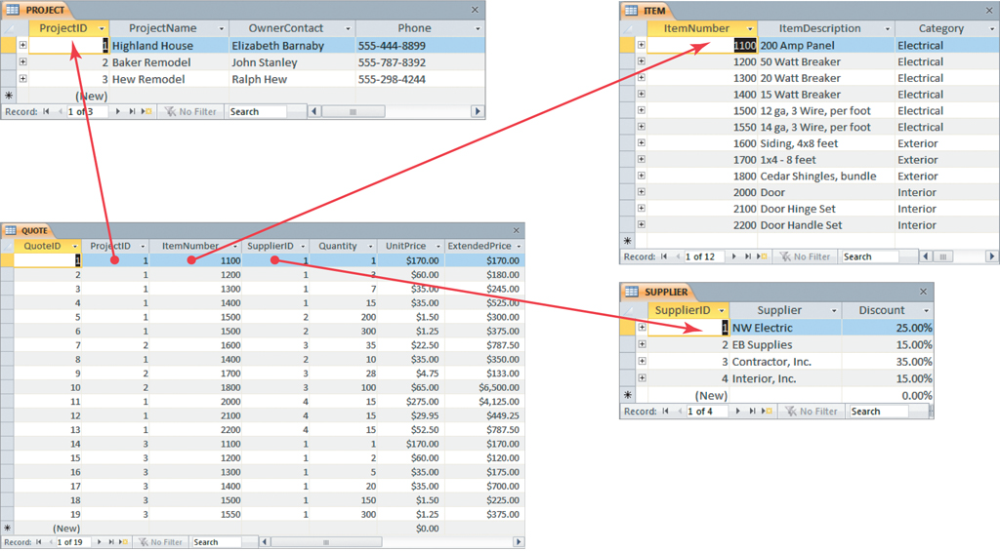 PROJECT
ProjectID ProjectName OwnerContact Phone
1 Highland House Elizabeth Barnaby 555-444-8899
2 Baker Remodel John Stanley 555-787-8392
3 Hew Remodel Ralph Hew 555-298-4244
(New)
Record: 1 of 3 No Filter Search
ITEM
ItemNumber ItemDescription Category
1100 200 Amp Panel Electrical
1200 50 Watt Breaker Electrical
1300 20 Watt Breaker Electrical
1400 15 Watt Breaker Electrical
1500 12 ga, 3 Wire, per foot Electrical
1550 14 ga, 3 Wire, per foot Electrical
1600 Siding, 4x8 feet Exterior
1700 1x4 - 8 feet Exterior
1800 Cedar Shingles, bundle Exterior
2000 Door Interior
2100 Door Hinge Set Interior
2200 Door Handle Set Interior
Record: 1 of 12 No Filter Search
QUOTE
QuoteID ProjectID ItemNumber SupplierID Quantity UnitPrice ExtendedPrice
1 1 1100 1 1 $170.00 $170.00
2 1 1200 1 3 $60.00 $180.00
3 1 1300 1 7 $35.00 $245.00
4 1 1400 1 15 $35.00 $525.00
5 1 1500 2 200 $1.50 $300.00
6 1 1500 2 300 $1.25 $375.00
7 2 1600 3 35 $22.50 $787.50
8 1 1400 2 10 $35.00 $350.00
9 2 1700 3 28 $4.75 $133.00
10 2 1800 3 100 $65.00 $6,500.00
11 1 2000 4 15 $275.00 $4,125.00
12 1 2100 4 15 $29.95 $449.25
13 1 2200 4 15 $52.50 $787.50
14 3 1100 1 1 $170.00 $170.00
15 3 1200 1 2 $60.00 $120.00
16 3 1300 1 5 $35.00 $175.00
17 3 1400 1 20 $35.00 $700.00
18 3 1500 1 150 $1.50 $225.00
19 3 1550 1 300 $1.25 $375.00
(New) $0.00
Record: 1 of 19 No Filter Search
SUPPLIER
SupplierID Supplier Discount
1 NW Electric 25.00%
2 EB Supplies 15.00%
3 Contractor, Inc. 35.00%
4 Interior, Inc. 15.00%
(New) 0.00%
Record: 1 of 4 No Filter Search